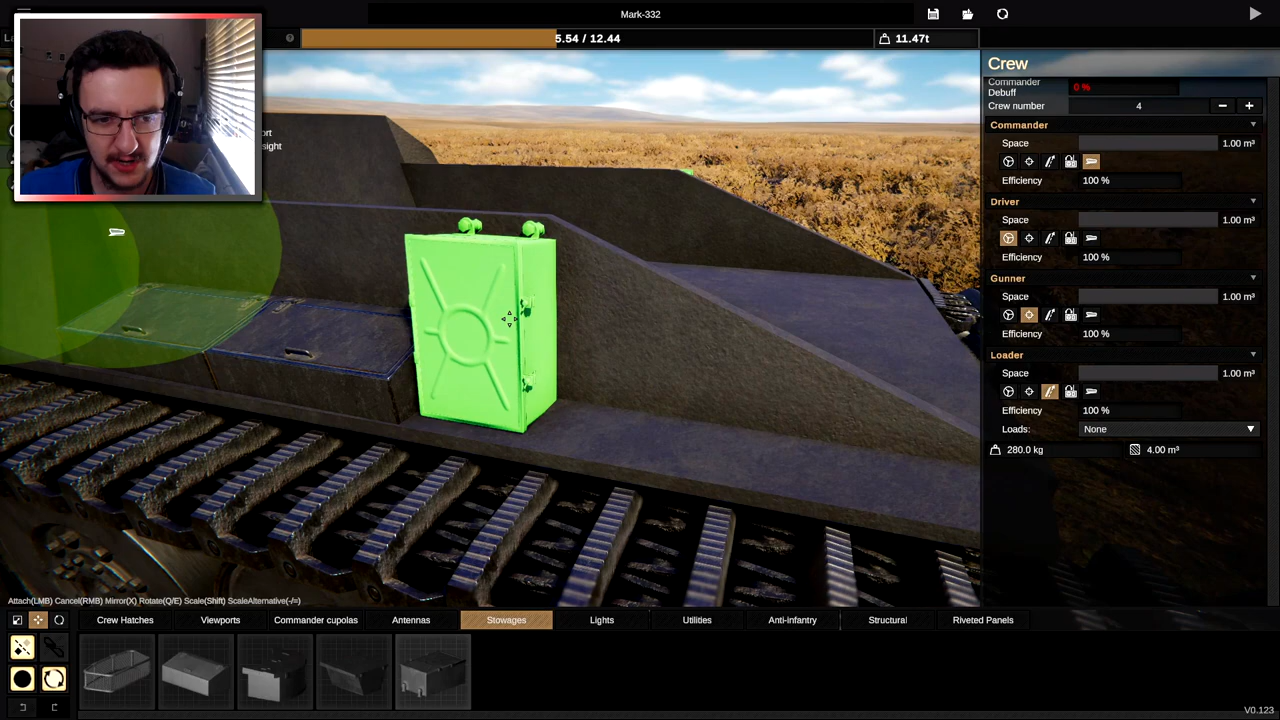 Mark-332
5.54 / 12.44
11.47t
Crew
Commander
Debuff
0 %
Crew number
4
Commander
Space
1.00 m³
Efficiency
100 %
Driver
Space
1.00 m³
Efficiency
100 %
Gunner
Space
1.00 m³
Efficiency
100 %
Loader
Space
1.00 m³
Efficiency
100 %
Loads:
None
280.0 kg
4.00 m³
Attach(LMB) Cancel(RMB) Mirror(X) Rotate(Q/E) Scale(Shift) ScaleAlternative(-/=)
Crew Hatches
Viewports
Commander cupolas
Antennas
Stowages
Lights
Utilities
Anti-infantry
Structural
Riveted Panels
V0.123